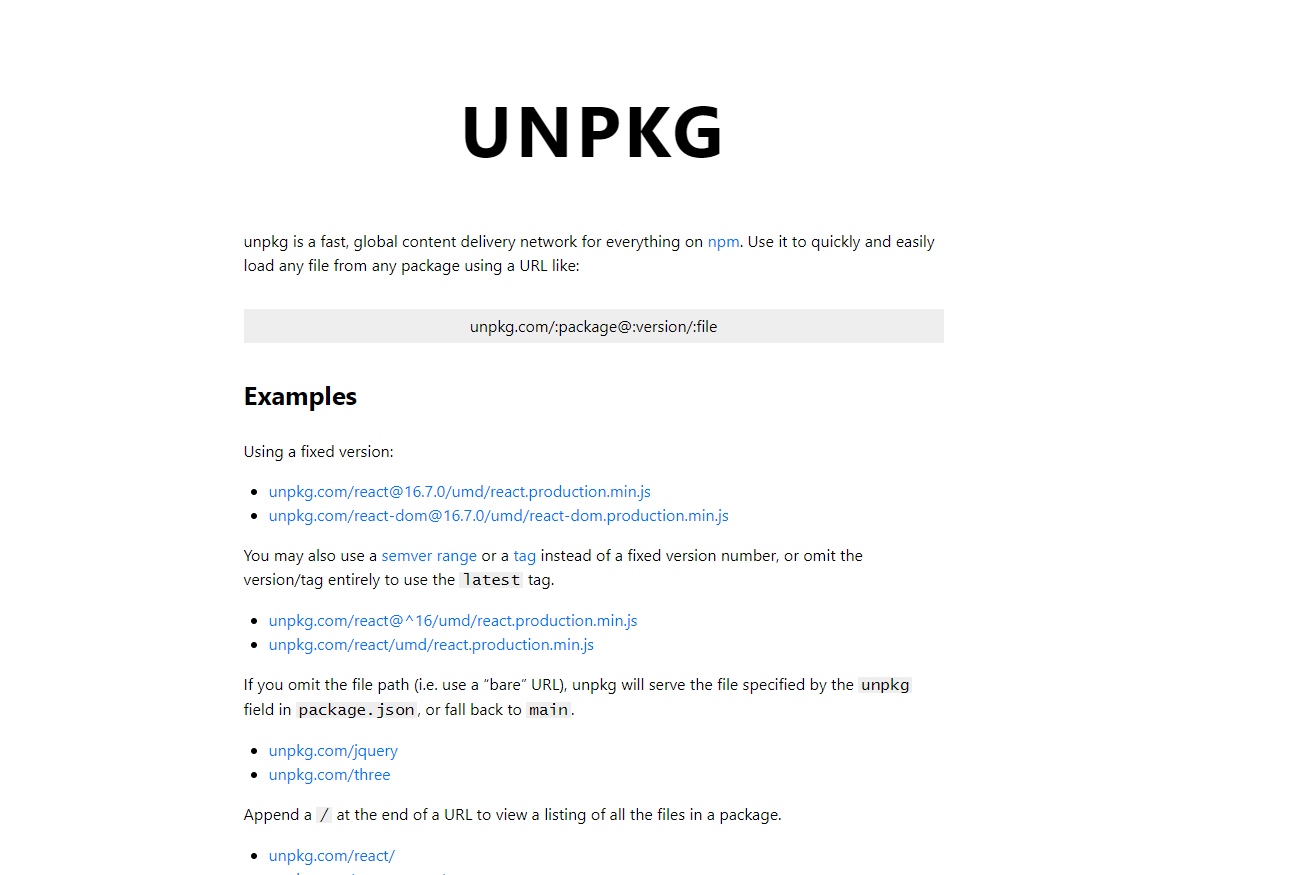 UNPKG
unpkg is a fast, global content delivery network for everything on npm. Use it to quickly and easily
load any file from any package using a URL like:
unpkg.com/:package@:version/:file
Examples
Using a fixed version:
unpkg.com/react@16.7.0/umd/react.production.min.js
unpkg.com/react-dom@16.7.0/umd/react-dom.production.min.js
You may also use a semver range or a tag instead of a fixed version number, or omit the
version/tag entirely to use the latest tag.
unpkg.com/react@^16/umd/react.production.min.js
unpkg.com/react/umd/react.production.min.js
If you omit the file path (i.e. use a “bare” URL), unpkg will serve the file specified by the unpkg
field in package.json, or fall back to main.
unpkg.com/jquery
unpkg.com/three
Append a / at the end of a URL to view a listing of all the files in a package.
unpkg.com/react/